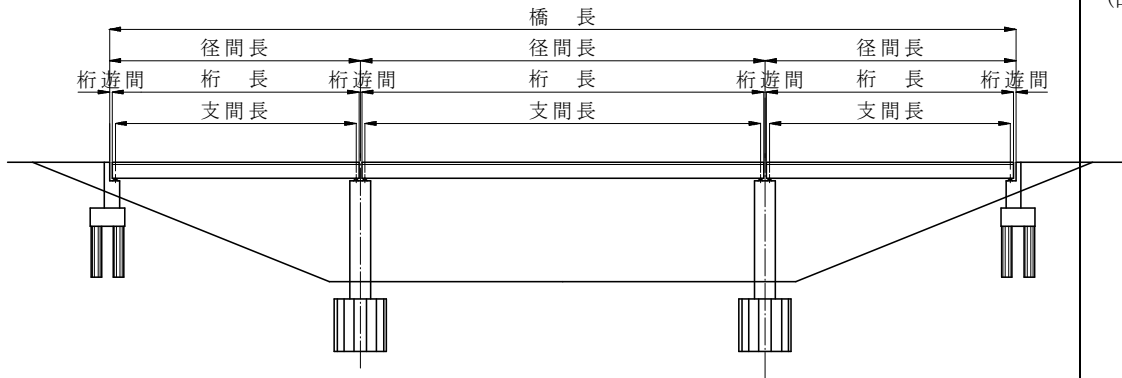 橋　長
径間長　径間長　径間長
桁遊間　桁　長　桁遊間　桁　長　桁遊間　桁　長　桁遊間
支間長　支間長　支間長